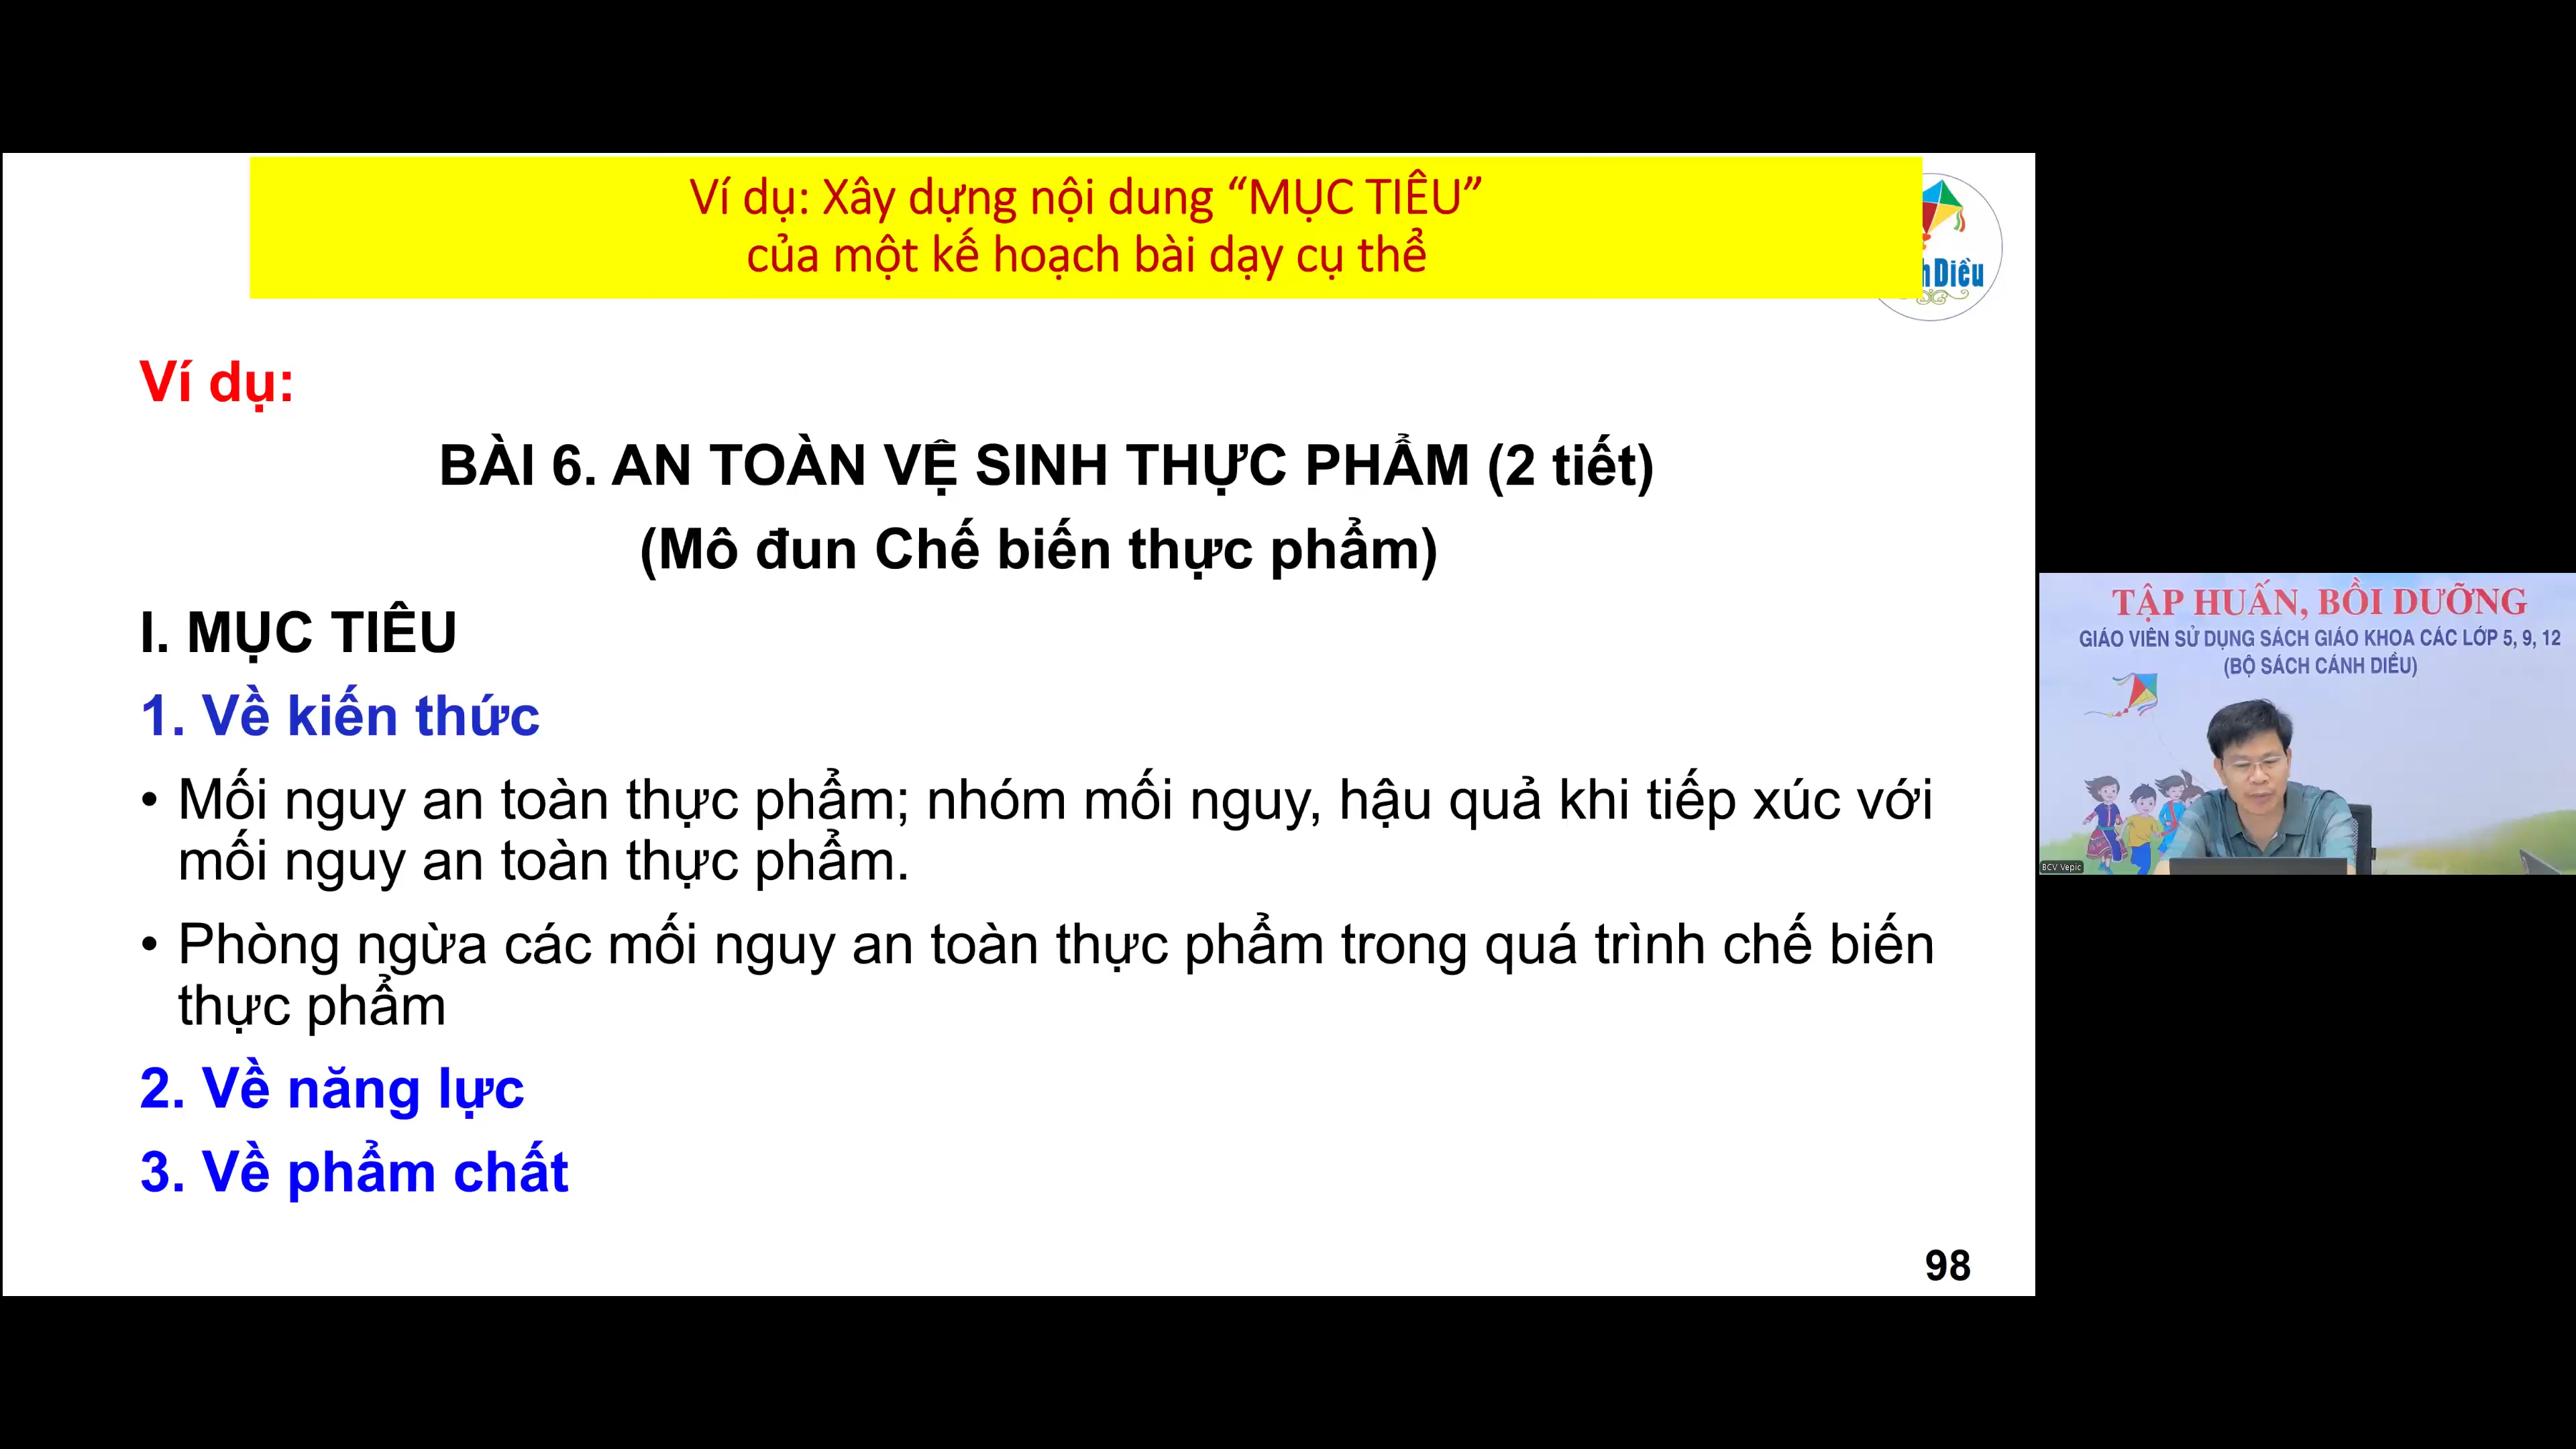 Ví dụ: Xây dựng nội dung “MỤC TIÊU”
của một kế hoạch bài dạy cụ thể
Diều
Ví dụ:
BÀI 6. AN TOÀN VỆ SINH THỰC PHẨM (2 tiết)
(Mô đun Chế biến thực phẩm)
I. MỤC TIÊU
1. Về kiến thức
• Mối nguy an toàn thực phẩm; nhóm mối nguy, hậu quả khi tiếp xúc với
mối nguy an toàn thực phẩm.
• Phòng ngừa các mối nguy an toàn thực phẩm trong quá trình chế biến
thực phẩm
2. Về năng lực
3. Về phẩm chất
98
TẬP HUẤN, BỒI DƯỠNG
GIÁO VIÊN SỬ DỤNG SÁCH GIÁO KHOA CÁC LỚP 5, 9, 12
(BỘ SÁCH CÁNH DIỀU)
BCV Vepic